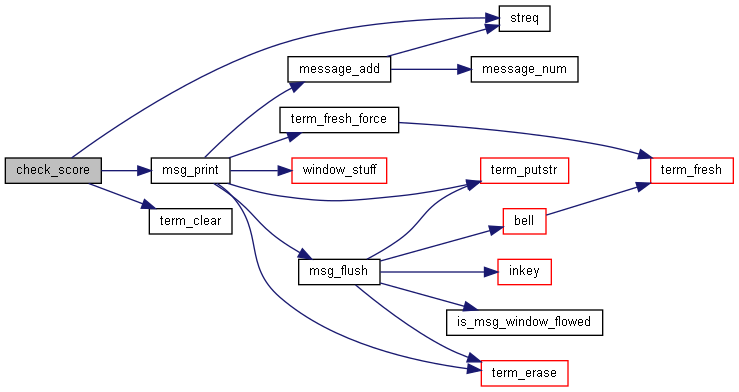 streq
message_add
message_num
term_fresh_force
check_score
msg_print
window_stuff
term_putstr
term_fresh
term_clear
bell
msg_flush
inkey
is_msg_window_flowed
term_erase